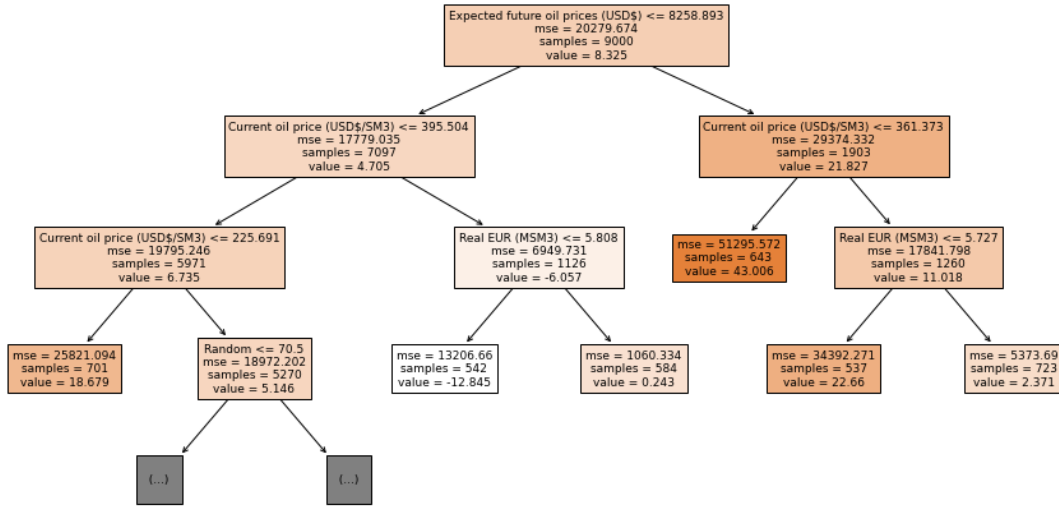 Expected future oil prices (USD$) <= 8258.893
mse = 20279.674
samples = 9000
value = 8.325
Current oil price (USD$/SM3) <= 395.504
mse = 17779.035
samples = 7097
value = 4.705
Current oil price (USD$/SM3) <= 361.373
mse = 29374.332
samples = 1903
value = 21.827
Current oil price (USD$/SM3) <= 225.691
mse = 19795.246
samples = 5971
value = 6.735
Real EUR (MSM3) <= 5.808
mse = 6949.731
samples = 1126
value = -6.057
mse = 51295.572
samples = 643
value = 43.006
Real EUR (MSM3) <= 5.727
mse = 17841.798
samples = 1260
value = 11.018
mse = 25821.094
samples = 701
value = 18.679
Random <= 70.5
mse = 18972.202
samples = 5270
value = 5.146
mse = 13206.66
samples = 542
value = -12.845
mse = 1060.334
samples = 584
value = 0.243
mse = 34392.271
samples = 537
value = 22.66
mse = 5373.69
samples = 723
value = 2.371
(...)
(...)